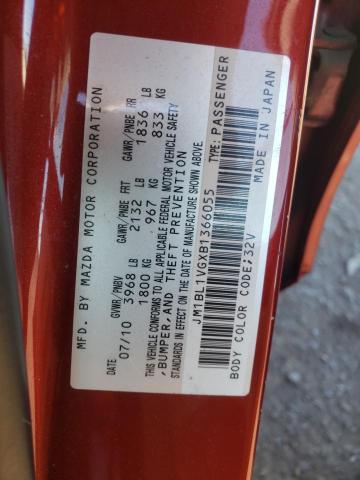 MFD. BY MAZDA MOTOR CORPORATION
DATE GVWR/PNBV GAWR/PNBE FRT GAWR/PNBE RR
07/10 3968 LB 2132 LB 1836 LB
1800 KG 967 KG 833 KG
THIS VEHICLE CONFORMS TO ALL APPLICABLE FEDERAL MOTOR VEHICLE SAFETY
, BUMPER, AND THEFT PREVENTION
STANDARDS IN EFFECT ON THE DATE OF MANUFACTURE SHOWN ABOVE.
JM1BL1VGXB1366055 TYPE: PASSENGER
BODY COLOR CODE:32V MADE IN JAPAN